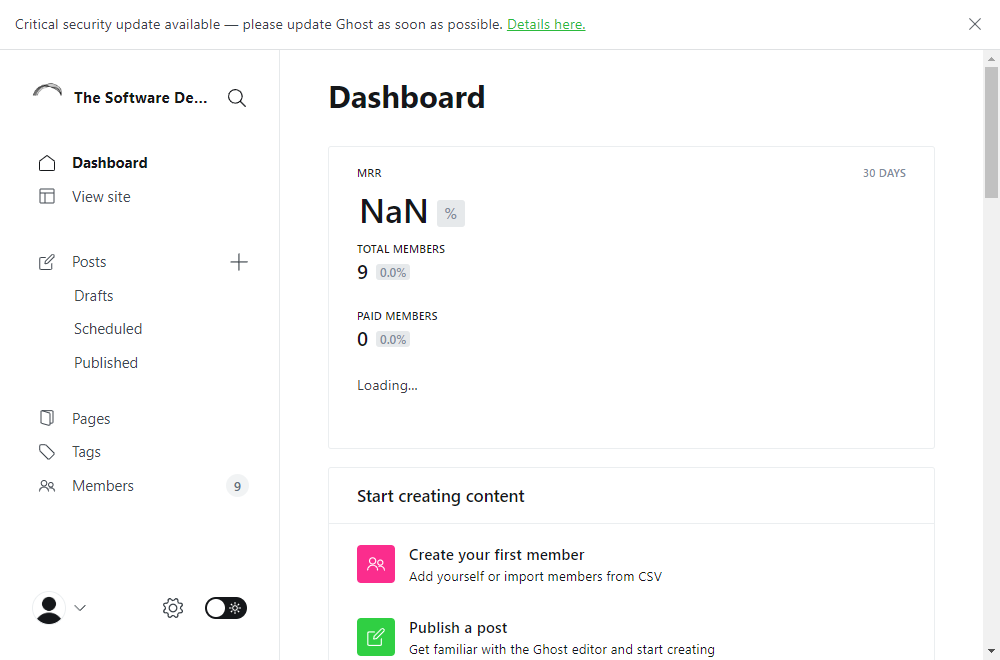 Critical security update available — please update Ghost as soon as possible. Details here.
The Software De...
Dashboard
View site
Posts
Drafts
Scheduled
Published
Pages
Tags
Members
9
Dashboard
MRR
30 DAYS
NaN %
TOTAL MEMBERS
9 0.0%
PAID MEMBERS
0 0.0%
Loading...
Start creating content
Create your first member
Add yourself or import members from CSV
Publish a post
Get familiar with the Ghost editor and start creating